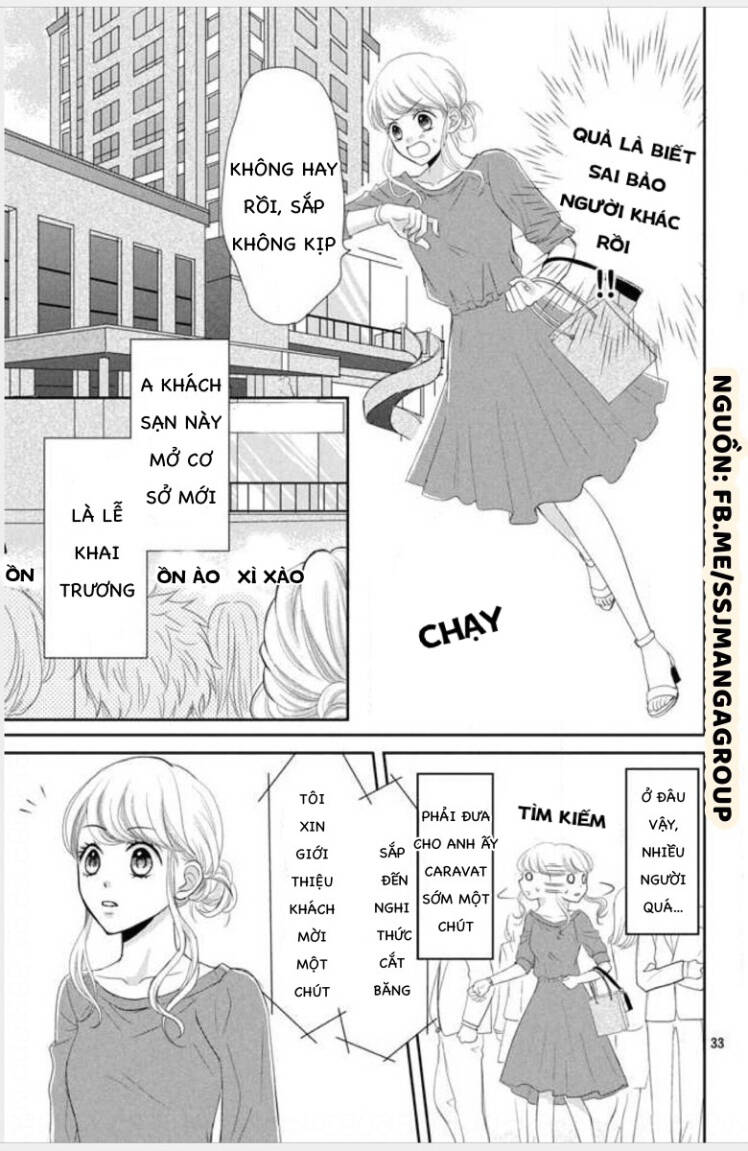 QUẢ LÀ BIẾT
SAI BẢO
NGƯỜI KHÁC
RỒI
!!
KHÔNG HAY
RỒI, SẮP
KHÔNG KỊP
A KHÁCH
SẠN NÀY
MỞ CƠ
SỞ MỚI
LÀ LỄ
KHAI
TRƯƠNG
ỒN
ỒN ÀO
XÌ XÀO
CHẠY
Ở ĐÂU
VẬY,
NHIỀU
NGƯỜI
QUÁ...
TÌM KIẾM
PHẢI ĐƯA
CHO ANH ẤY
CARAVAT
SỚM MỘT
CHÚT
SẮP
ĐẾN
NGHI
THỨC
CẮT
BĂNG
TÔI
XIN
GIỚI
THIỆU
KHÁCH
MỜI
MỘT
CHÚT
33
NGUỒN: FB.ME/SSJMANGAGROUP